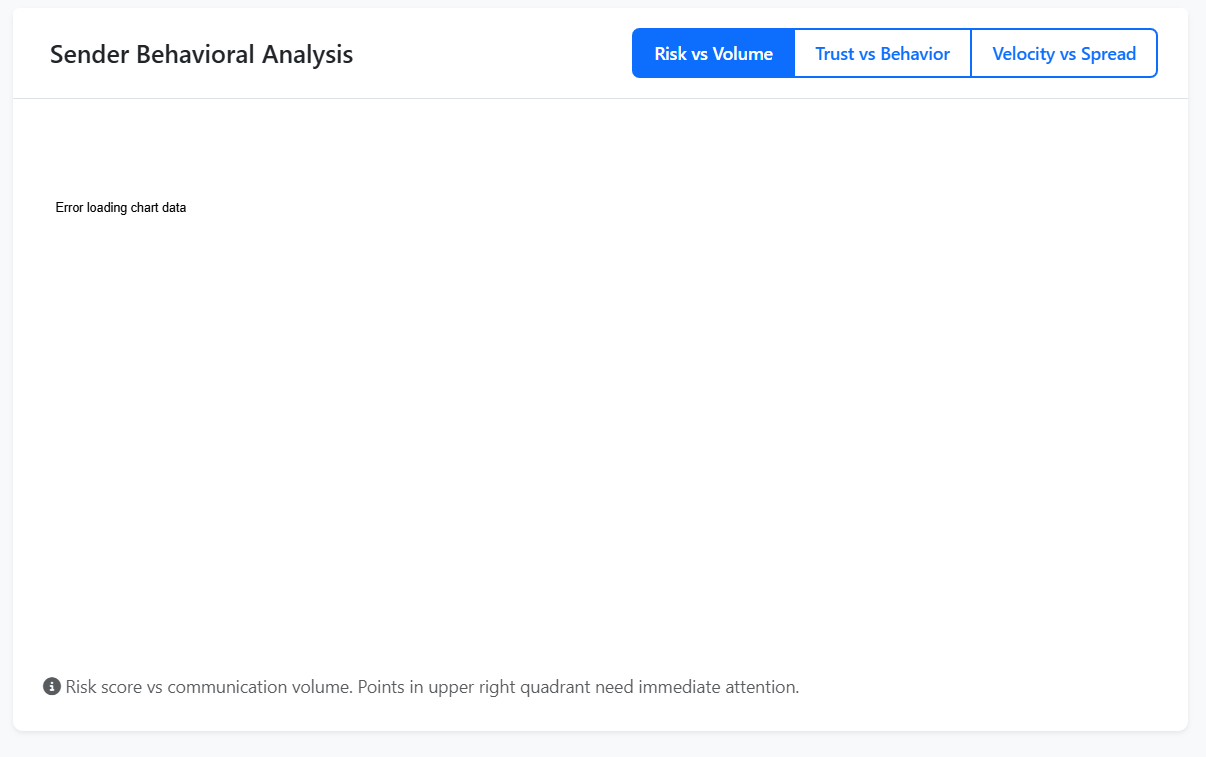 Sender Behavioral Analysis
Risk vs Volume
Trust vs Behavior
Velocity vs Spread
Error loading chart data
Risk score vs communication volume. Points in upper right quadrant need immediate attention.